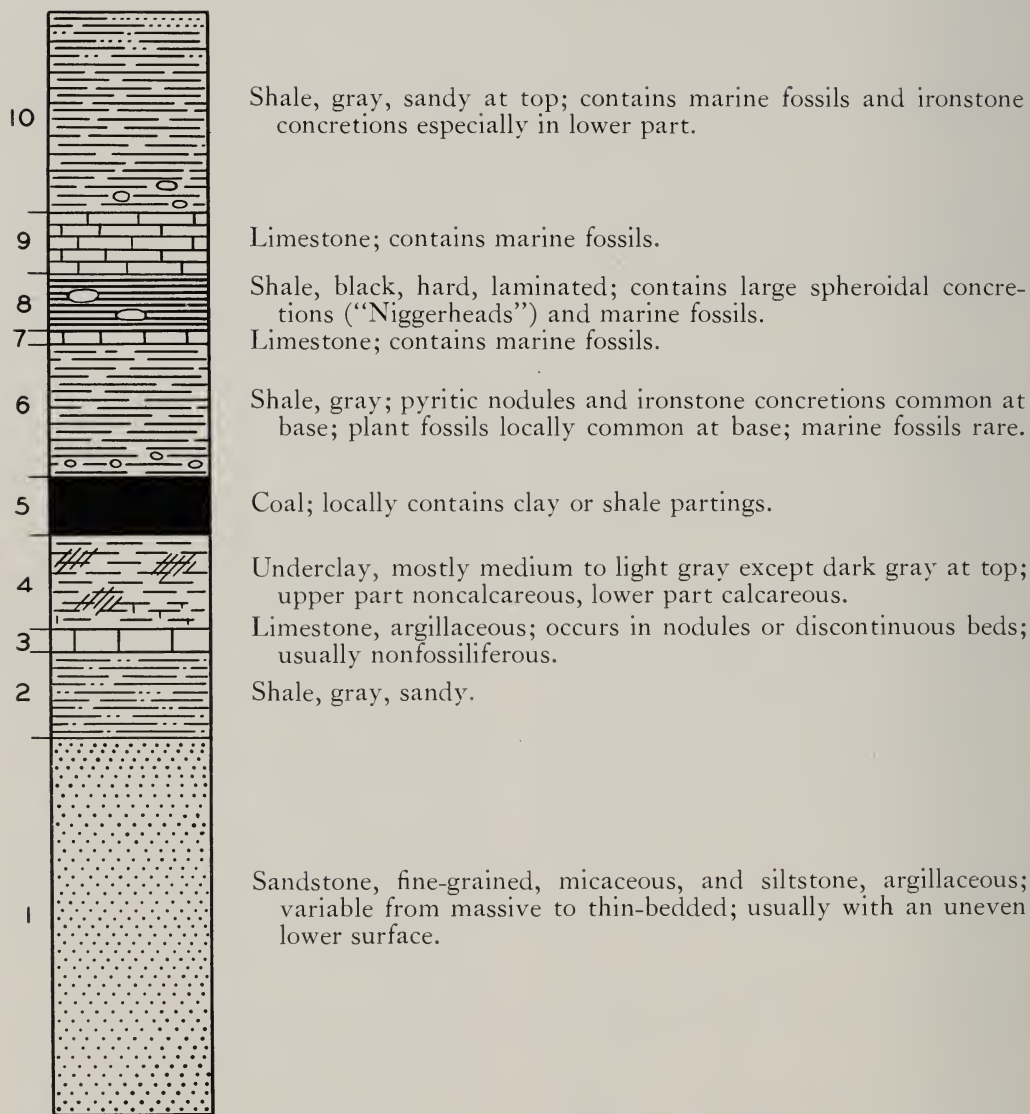 10
Shale, gray, sandy at top; contains marine fossils and ironstone
concretions especially in lower part.
9
Limestone; contains marine fossils.
8
Shale, black, hard, laminated; contains large spheroidal concre-
tions (“Niggerheads”) and marine fossils.
7
Limestone; contains marine fossils.
6
Shale, gray; pyritic nodules and ironstone concretions common at
base; plant fossils locally common at base; marine fossils rare.
5
Coal; locally contains clay or shale partings.
4
Underclay, mostly medium to light gray except dark gray at top;
upper part noncalcareous, lower part calcareous.
3
Limestone, argillaceous; occurs in nodules or discontinuous beds;
usually nonfossiliferous.
2
Shale, gray, sandy.
1
Sandstone, fine-grained, micaceous, and siltstone, argillaceous;
variable from massive to thin-bedded; usually with an uneven
lower surface.